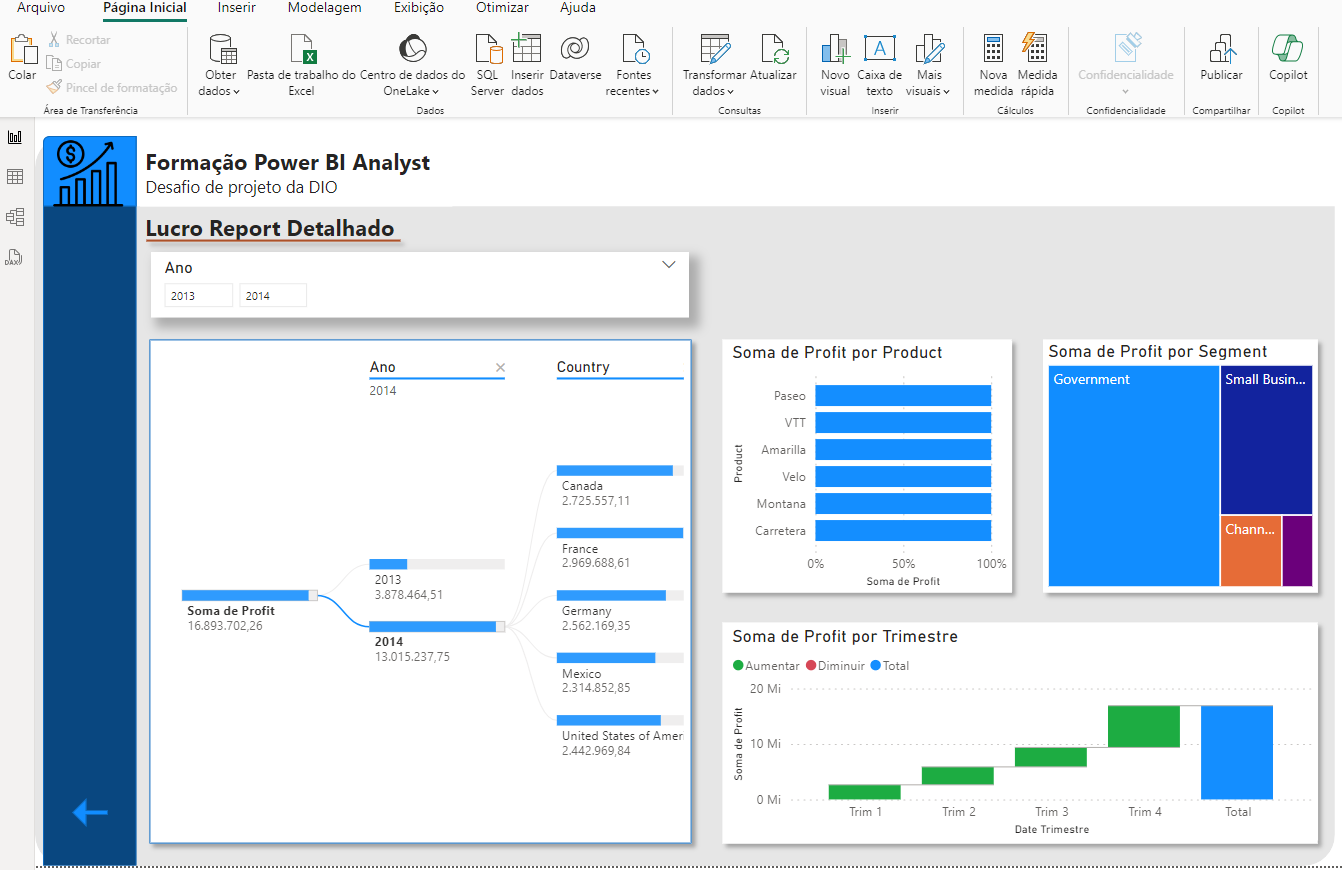 Arquivo Página Inicial Inserir Modelagem Exibição Otimizar Ajuda
Colar
Recortar
Copiar
Pincel de formatação
Área de Transferência
Obter dados
Pasta de trabalho do Excel
Centro de dados do OneLake
SQL Server
Inserir dados
Dataverse
Fontes recentes
Dados
Transformar dados
Atualizar
Consultas
Novo visual
Caixa de texto
Mais visuais
Inserir
Nova medida
Medida rápida
Cálculos
Confidencialidade
Confidencialidade
Publicar
Compartilhar
Copilot
Copilot
DAX
Formação Power BI Analyst
Desafio de projeto da DIO
Lucro Report Detalhado
Ano
2013 2014
Ano
2014
Country
Soma de Profit
16.893.702,26
2013
3.878.464,51
2014
13.015.237,75
Canada
2.725.557,11
France
2.969.688,61
Germany
2.562.169,35
Mexico
2.314.852,85
United States of Amer
2.442.969,84
Soma de Profit por Product
Product
Paseo
VTT
Amarilla
Velo
Montana
Carretera
0% 50% 100%
Soma de Profit
Soma de Profit por Segment
Government
Small Busin...
Chann...
Soma de Profit por Trimestre
Aumentar Diminuir Total
Soma de Profit
20 Mi
10 Mi
0 Mi
Trim 1 Trim 2 Trim 3 Trim 4 Total
Date Trimestre